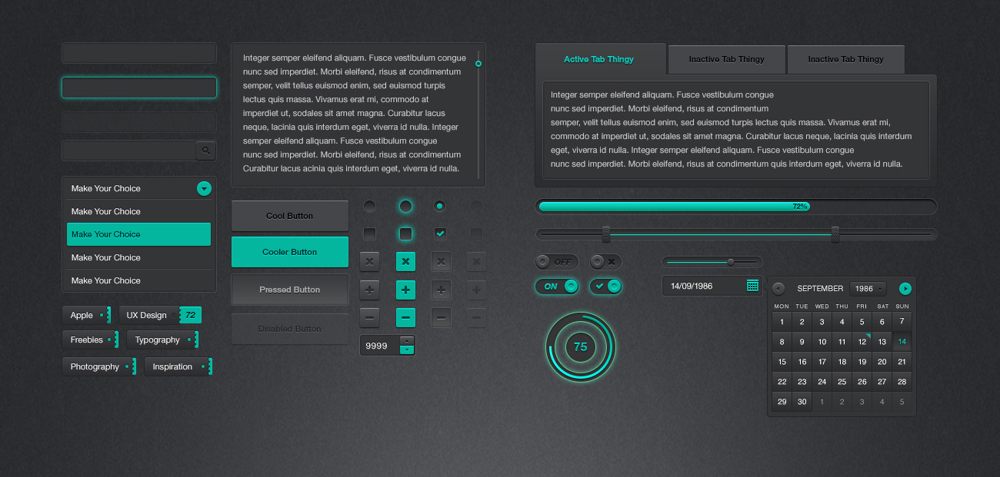 Make Your Choice
Make Your Choice
Make Your Choice
Make Your Choice
Make Your Choice
Apple
UX Design 72
Freebies
Typography
Photography
Inspiration
Integer semper eleifend aliquam. Fusce vestibulum congue
nunc sed imperdiet. Morbi eleifend, risus at condimentum
semper, velit tellus euismod enim, sed euismod turpis
lectus quis massa. Vivamus erat mi, commodo at
imperdiet ut, sodales sit amet magna. Curabitur lacus
neque, lacinia quis interdum eget, viverra id nulla. Integer
semper eleifend aliquam. Fusce vestibulum congue
nunc sed imperdiet. Morbi eleifend, risus at condimentum
Curabitur lacus acinia quis interdum eget, viverra id nulla.
Cool Button
Cooler Button
Pressed Button
Disabled Button
9999
Active Tab Thingy
Inactive Tab Thingy
Inactive Tab Thingy
Integer semper eleifend aliquam. Fusce vestibulum congue
nunc sed imperdiet. Morbi eleifend, risus at condimentum
semper, velit tellus euismod enim, sed euismod turpis lectus quis massa. Vivamus erat mi,
commodo at imperdiet ut, sodales sit amet magna. Curabitur lacus neque, lacinia quis interdum
eget, viverra id nulla. Integer semper eleifend aliquam. Fusce vestibulum congue
nunc sed imperdiet. Morbi eleifend, risus at condimentum quis interdum eget, viverra id nulla.
72%
OFF
ON
75
14/09/1986
SEPTEMBER 1986
MON TUE WED THU FRI SAT SUN
1 2 3 4 5 6 7
8 9 10 11 12 13 14
15 16 17 18 19 20 21
22 23 24 25 26 27 28
29 30 1 2 3 4 5